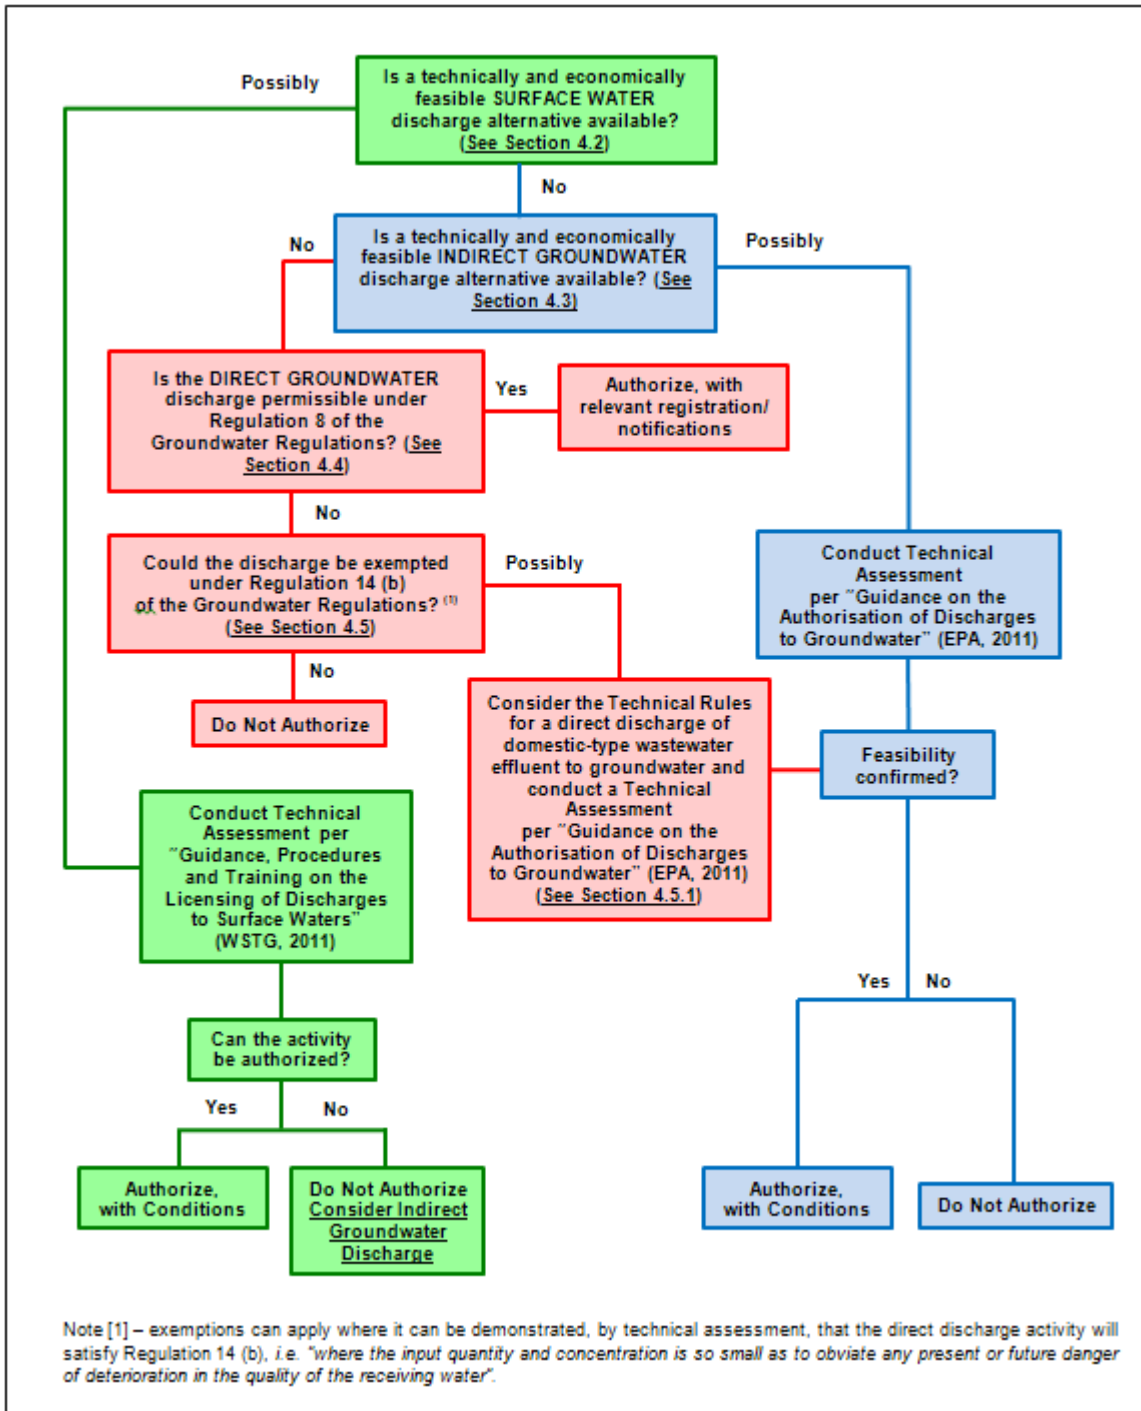 Possibly
Is a technically and economically
feasible SURFACE WATER
discharge alternative available?
(See Section 4.2)
No
No
Is a technically and economically
feasible INDIRECT GROUNDWATER
discharge alternative available? (See
Section 4.3)
Possibly
Is the DIRECT GROUNDWATER
discharge permissible under
Regulation 8 of the
Groundwater Regulations? (See
Section 4.4)
Yes
Authorize, with
relevant registration/
notifications
No
Could the discharge be exempted
under Regulation 14 (b)
of the Groundwater Regulations? (1)
(See Section 4.5)
Possibly
Conduct Technical
Assessment
per "Guidance on the
Authorisation of Discharges
to Groundwater" (EPA, 2011)
No
Do Not Authorize
Consider the Technical Rules
for a direct discharge of
domestic-type wastewater
effluent to groundwater and
conduct a Technical
Assessment
per "Guidance on the
Authorisation of Discharges
to Groundwater" (EPA, 2011)
(See Section 4.5.1)
Feasibility
confirmed?
Conduct Technical
Assessment per
"Guidance, Procedures
and Training on the
Licensing of Discharges
to Surface Waters"
(WSTG, 2011)
Yes
No
Can the activity
be authorized?
Yes
No
Authorize,
with Conditions
Do Not Authorize
Consider Indirect
Groundwater
Discharge
Authorize,
with Conditions
Do Not Authorize
Note [1] – exemptions can apply where it can be demonstrated, by technical assessment, that the direct discharge activity will
satisfy Regulation 14 (b), i.e. "where the input quantity and concentration is so small as to obviate any present or future danger
of deterioration in the quality of the receiving water".